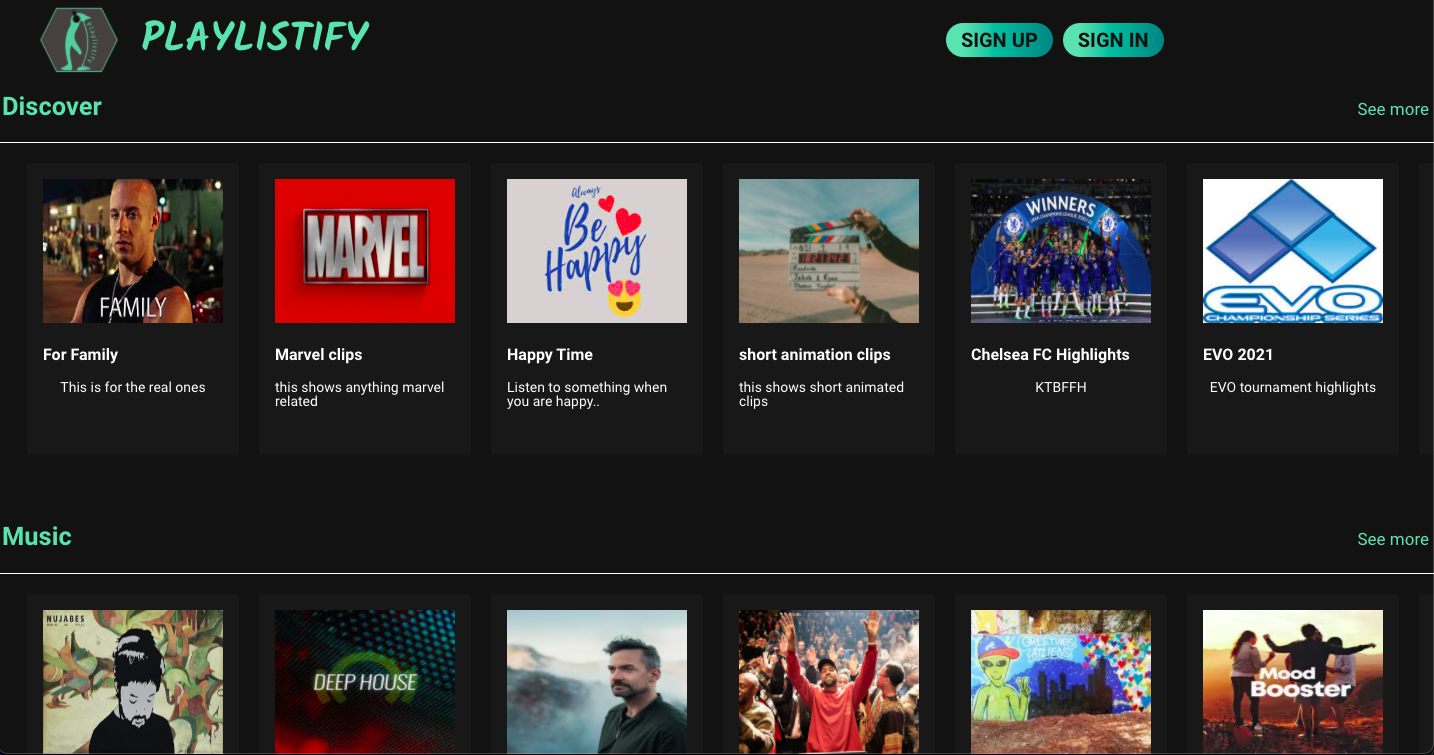 PLAYLISTIFY
SIGN UP
SIGN IN
Discover
See more
FAMILY
MARVEL
Always
Be
Happy
WINNERS
EVO
CHAMPIONSHIP SERIES
For Family
Marvel clips
Happy Time
short animation clips
Chelsea FC Highlights
EVO 2021
This is for the real ones
this shows anything marvel
related
Listen to something when
you are happy..
this shows short animated
clips
KTBFFH
EVO tournament highlights
Music
See more
NUJABES
DEEP HOUSE
GREETINGS
ATLIENS
Mood
Booster